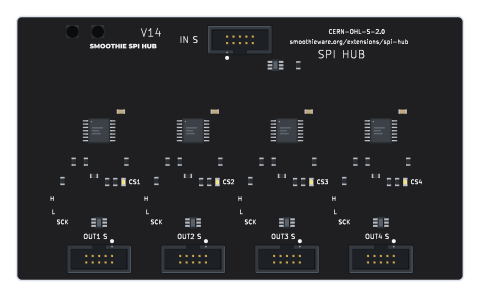 V14
SMOOTHIE SPI HUB
IN S
CERN-OHL-S-2.0
smoothieware.org/extensions/spi-hub
SPI HUB
CS1 CS2 CS3 CS4
H H H H
L L L L
SCK SCK SCK SCK
OUT1 S OUT2 S OUT3 S OUT4 S